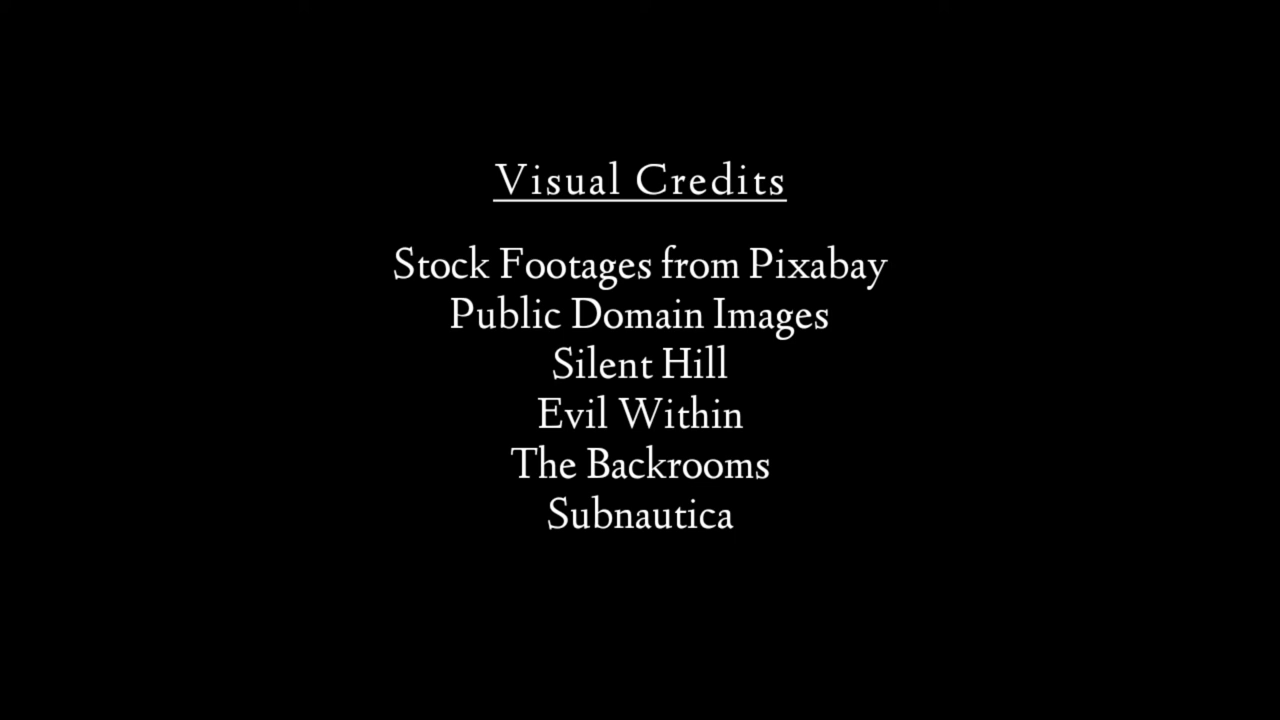 Visual Credits
Stock Footages from Pixabay
Public Domain Images
Silent Hill
Evil Within
The Backrooms
Subnautica